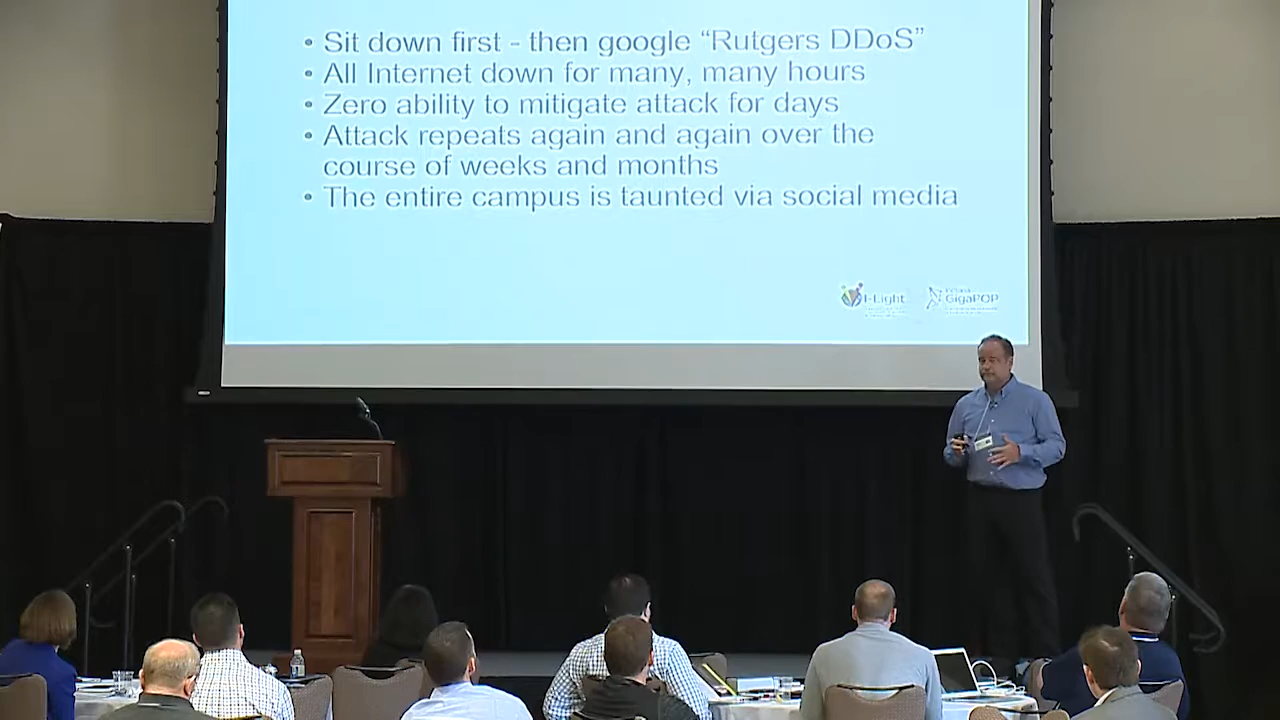 • Sit down first - then google “Rutgers DDoS”
• All Internet down for many, many hours
• Zero ability to mitigate attack for days
• Attack repeats again and again over the
course of weeks and months
• The entire campus is taunted via social media
I-Light
Indiana
GigaPOP